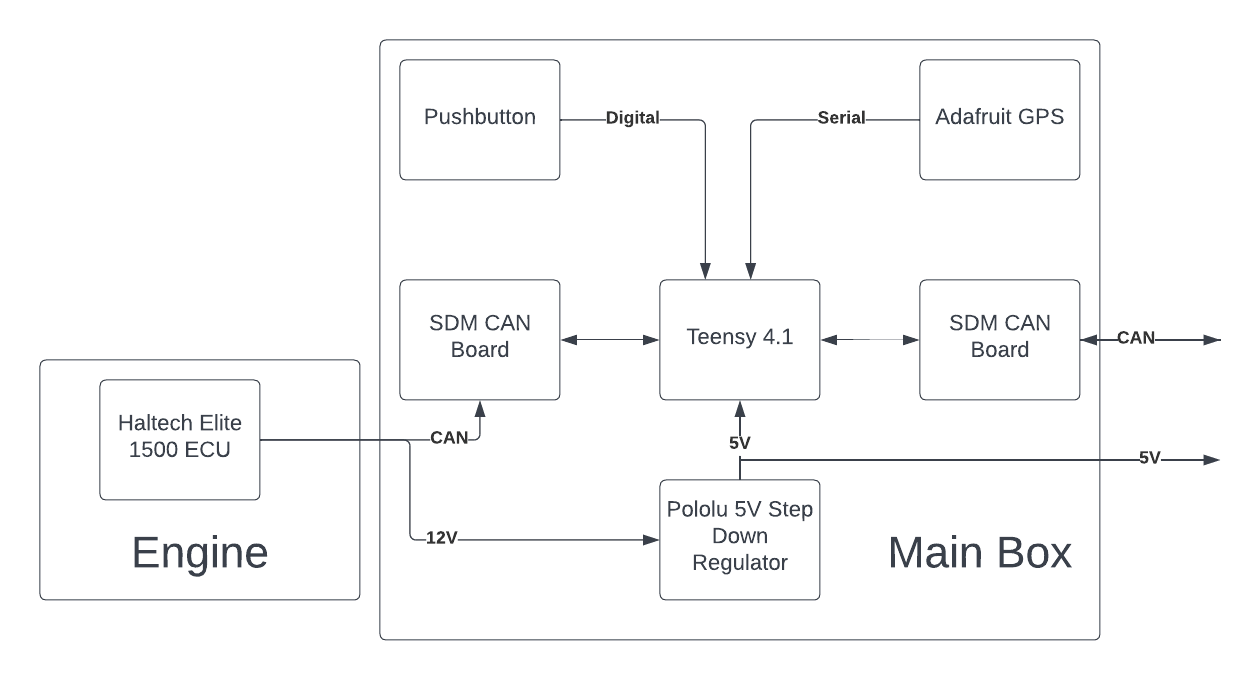 Pushbutton
Digital
Serial
Adafruit GPS
SDM CAN
Board
Teensy 4.1
SDM CAN
Board
CAN
Haltech Elite
1500 ECU
CAN
5V
5V
Pololu 5V Step
Down
Regulator
12V
Engine
Main Box